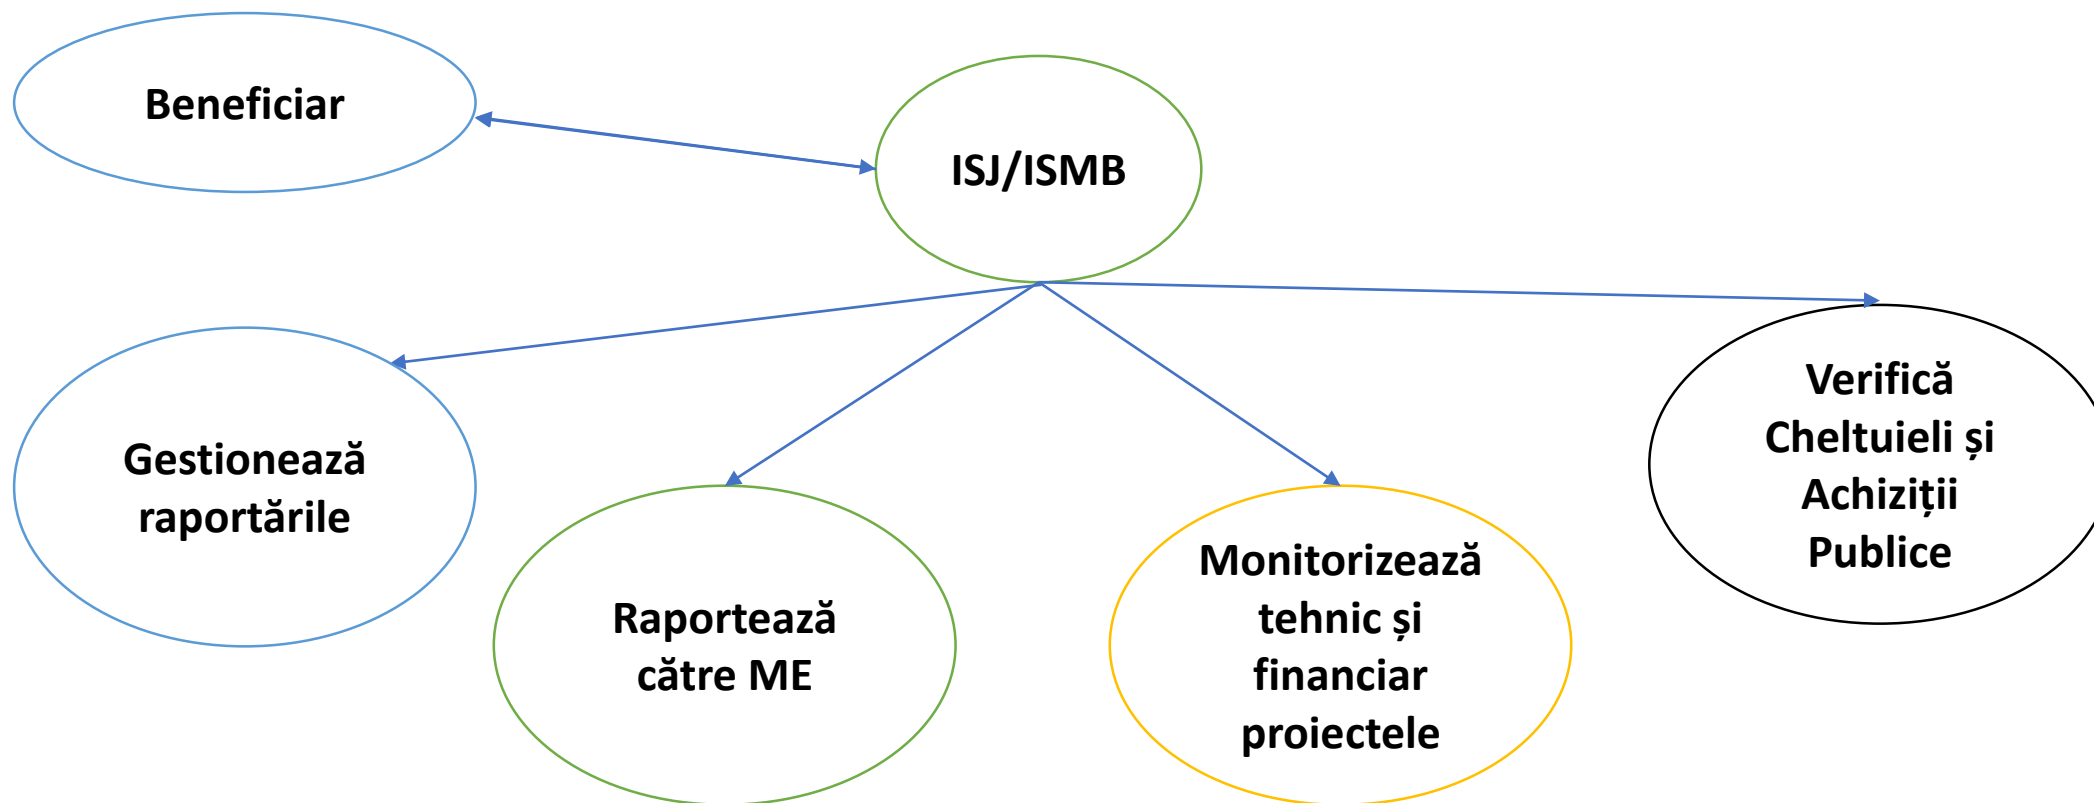 Beneficiar
ISJ/ISMB
Gestionează
raportările
Raportează
către ME
Monitorizează
tehnic și
financiar
proiectele
Verifică
Cheltuieli și
Achiziții
Publice